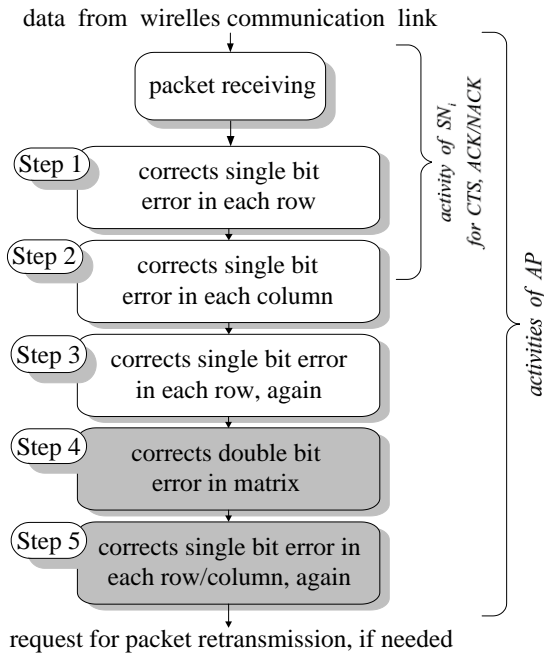 data from wirelles communication link
packet receiving
Step 1
corrects single bit
error in each row
Step 2
corrects single bit
error in each column
Step 3
corrects single bit error
in each row, again
Step 4
corrects double bit
error in matrix
Step 5
corrects single bit error in
each row/column, again
request for packet retransmission, if needed
activity of SNᵢ
for CTS, ACK/NACK
activities of AP